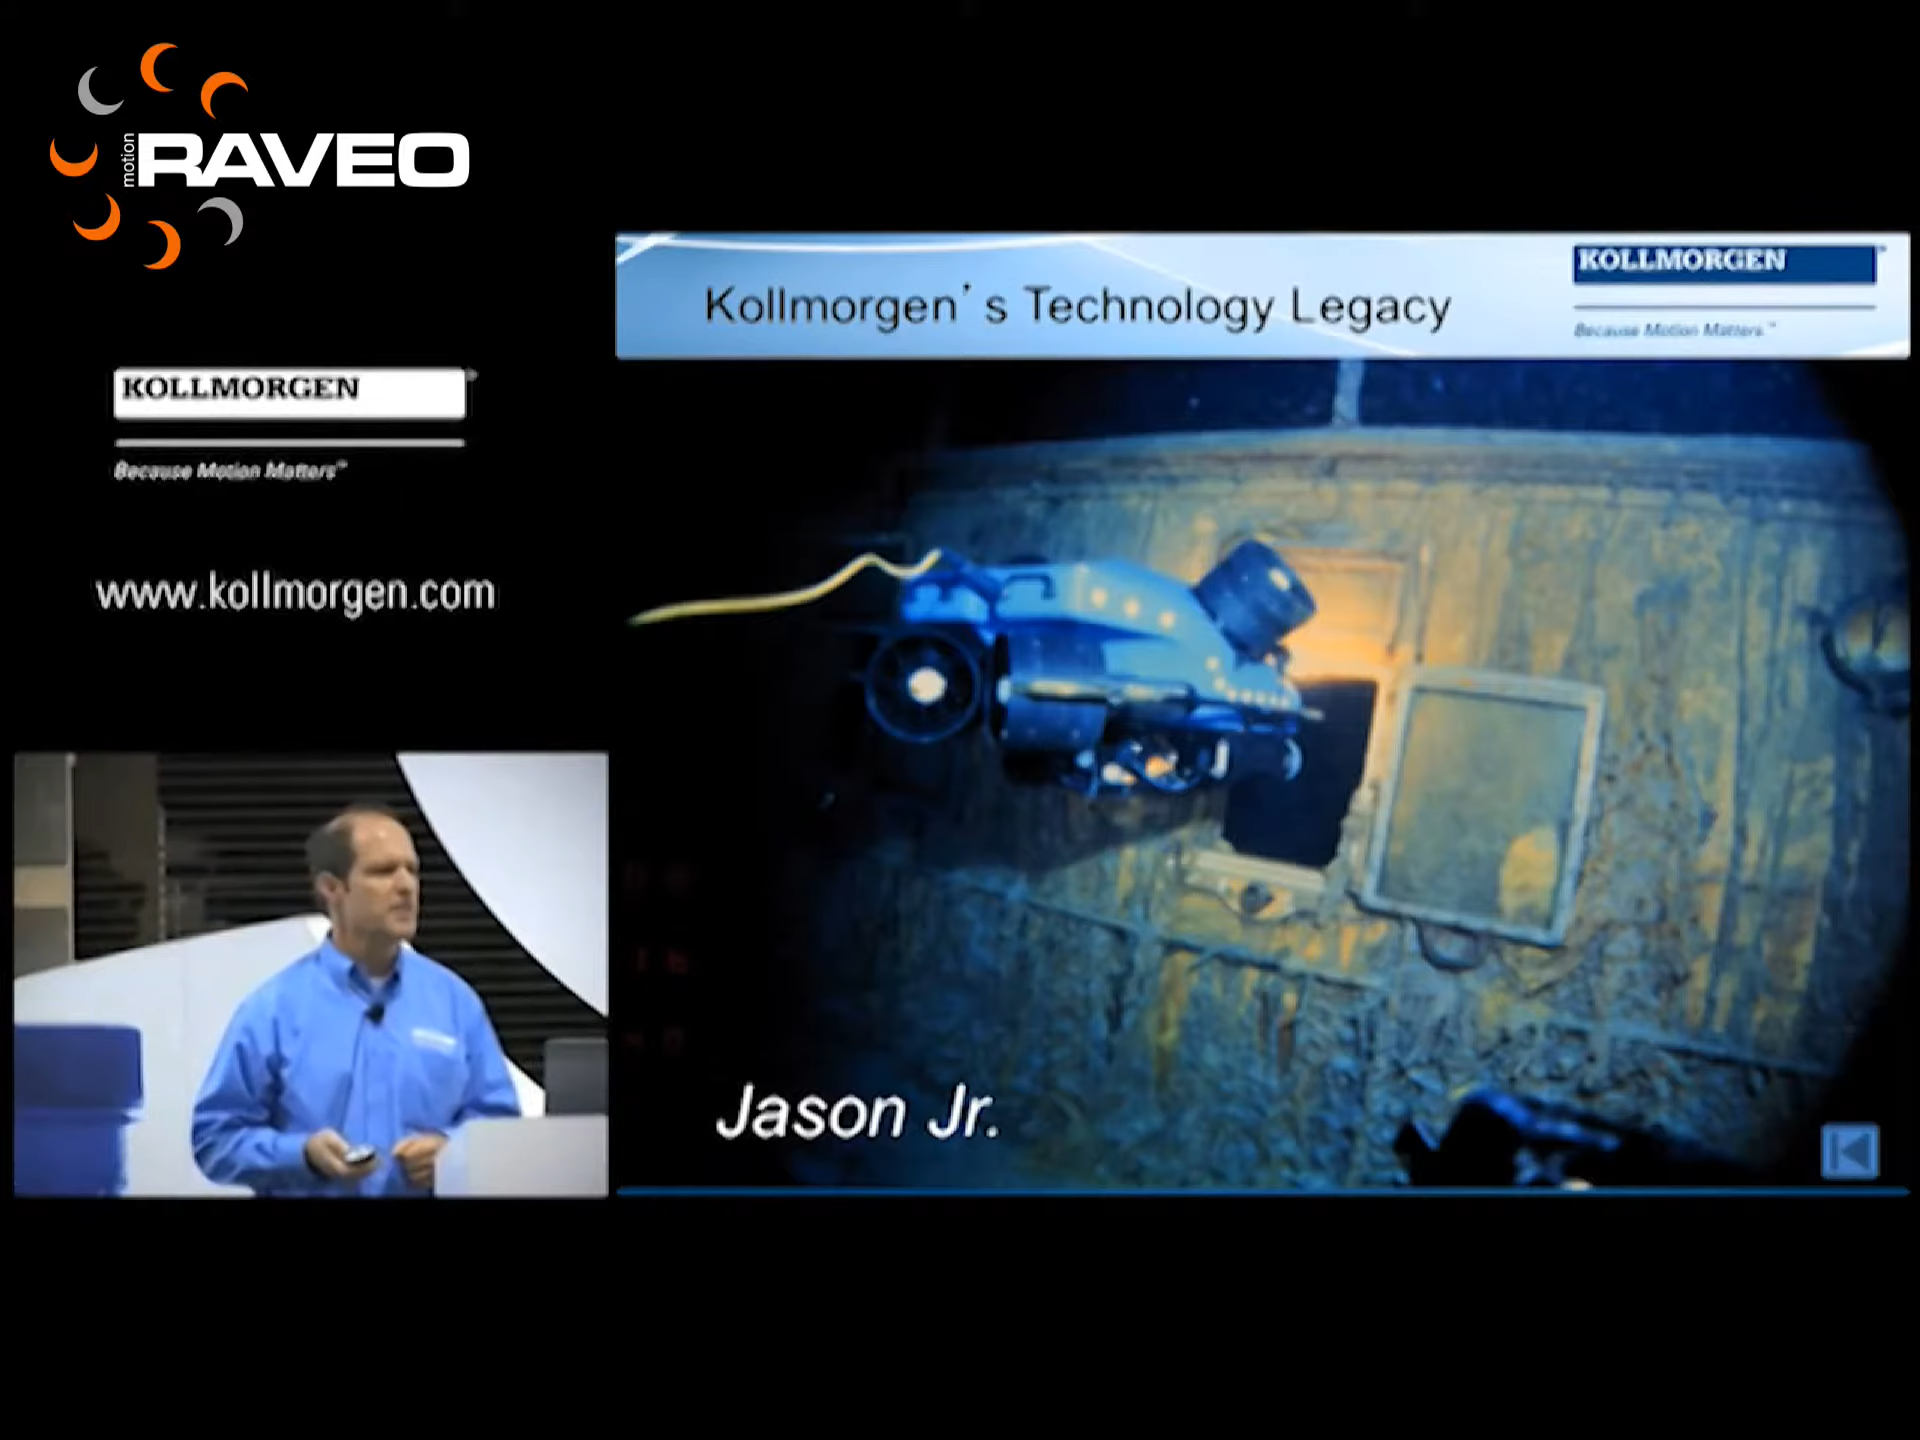 motion RAVEO
KOLLMORGEN
Because Motion Matters™
www.kollmorgen.com
Kollmorgen's Technology Legacy
KOLLMORGEN
Because Motion Matters™
Jason Jr.